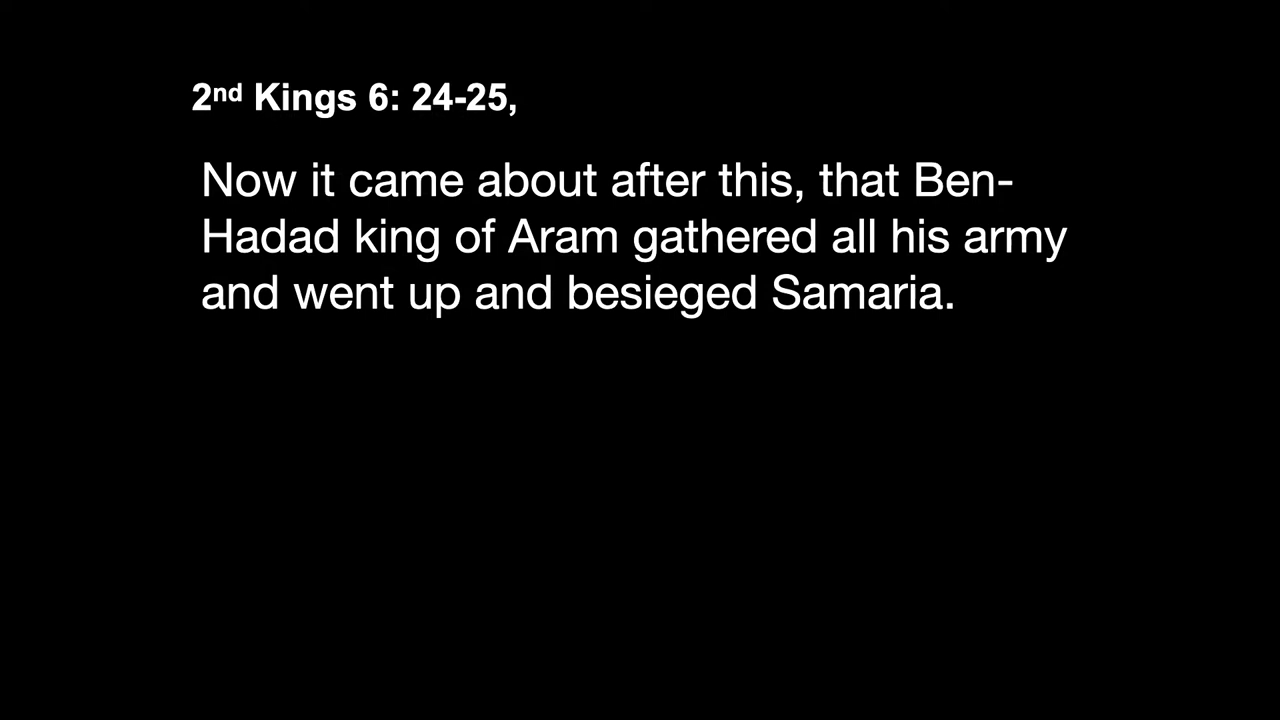 2nd Kings 6: 24-25,
Now it came about after this, that Ben-
Hadad king of Aram gathered all his army
and went up and besieged Samaria.